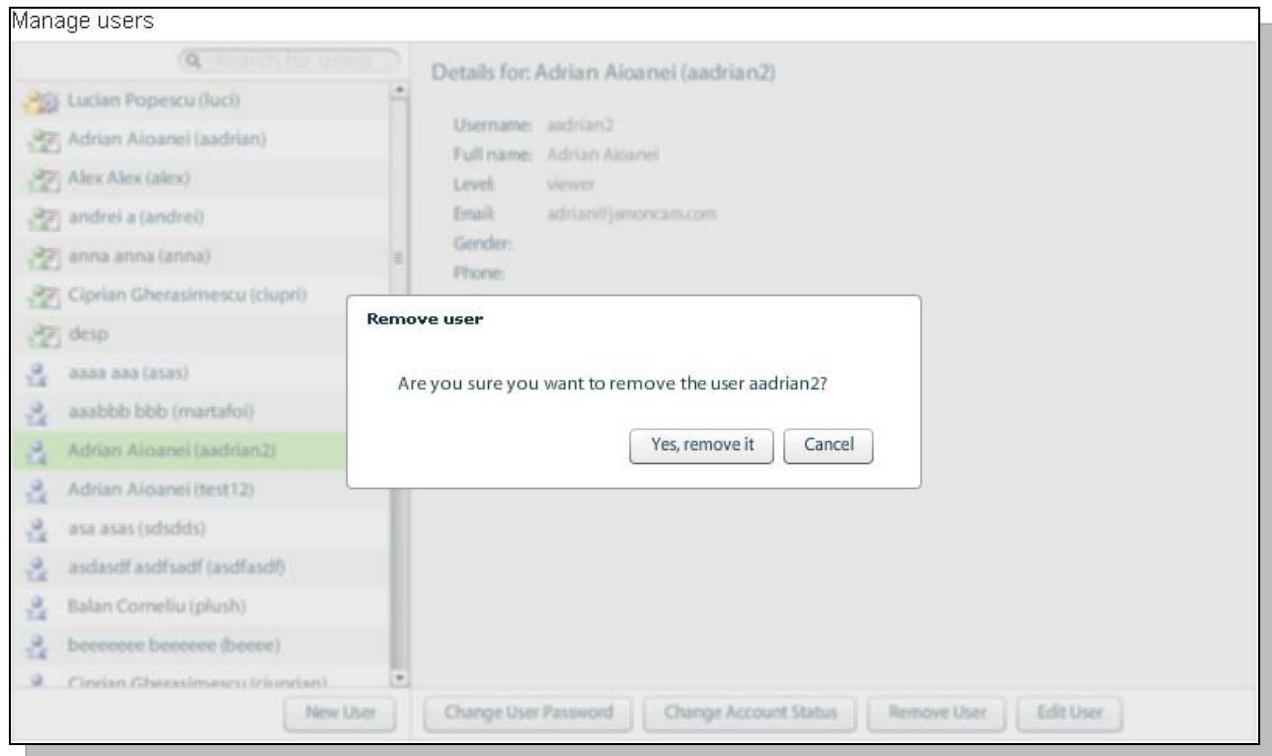 Manage users
search for users
Lucian Popescu (luci)
Adrian Aioanei (aadrian)
Alex Alex (alex)
andrei a (andrei)
anna anna (anna)
Ciprian Gherasimescu (ciupri)
desp
aaaa aaa (asas)
aaabbb bbb (martafoi)
Adrian Aioanei (aadrian2)
Adrian Aioanei (test12)
asa asas (sdsdds)
asdasdf asdfsadf (asdfasdf)
Balan Corneliu (plush)
beeeeeee beeeeee (beeee)
Ciprian Gherasimescu (ciuprian)
New User
Details for: Adrian Aioanei (aadrian2)
Username: aadrian2
Full name: Adrian Aioanei
Level: viewer
Email: adrian@jamoncam.com
Gender:
Phone:
Remove user
Are you sure you want to remove the user aadrian2?
Yes, remove it Cancel
Change User Password Change Account Status Remove User Edit User